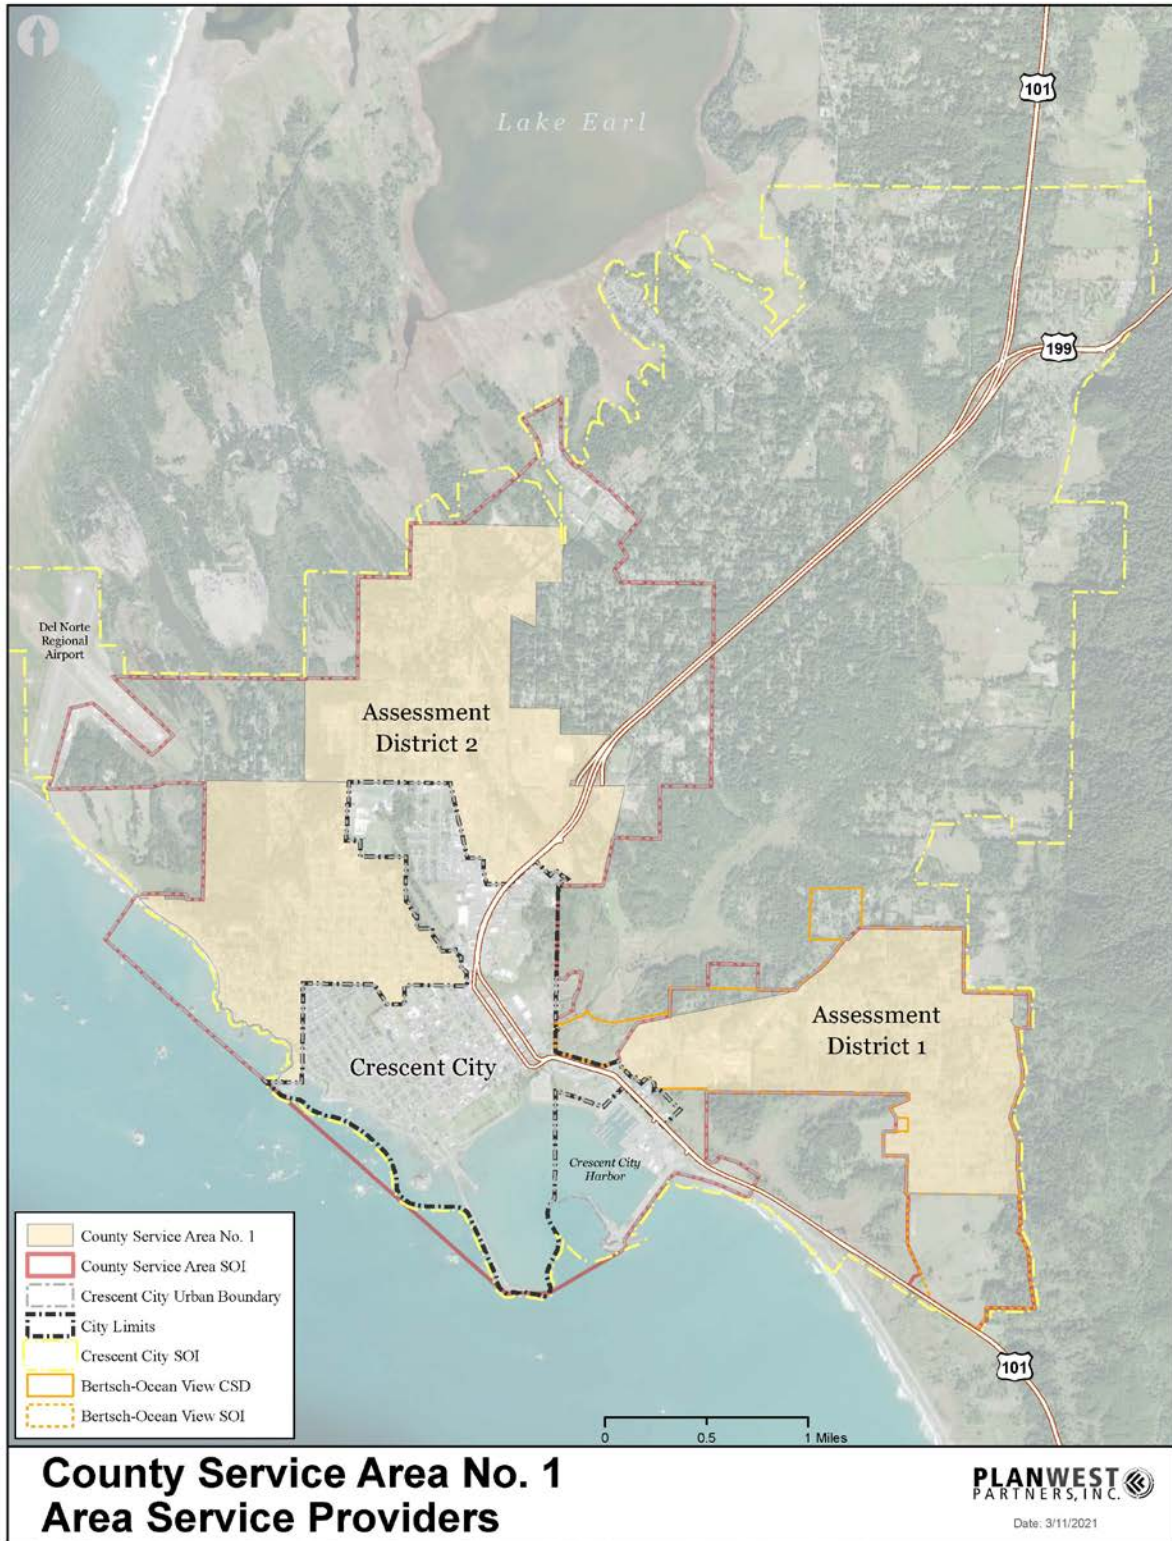 Lake Earl
101
199
Del Norte
Regional
Airport
Assessment
District 2
Assessment
District 1
Crescent City
Crescent City
Harbor
County Service Area No. 1
County Service Area SOI
Crescent City Urban Boundary
City Limits
Crescent City SOI
Bertsch-Ocean View CSD
Bertsch-Ocean View SOI
101
0 0.5 1 Miles
County Service Area No. 1
Area Service Providers
PLANWEST
PARTNERS, INC.
Date: 3/11/2021